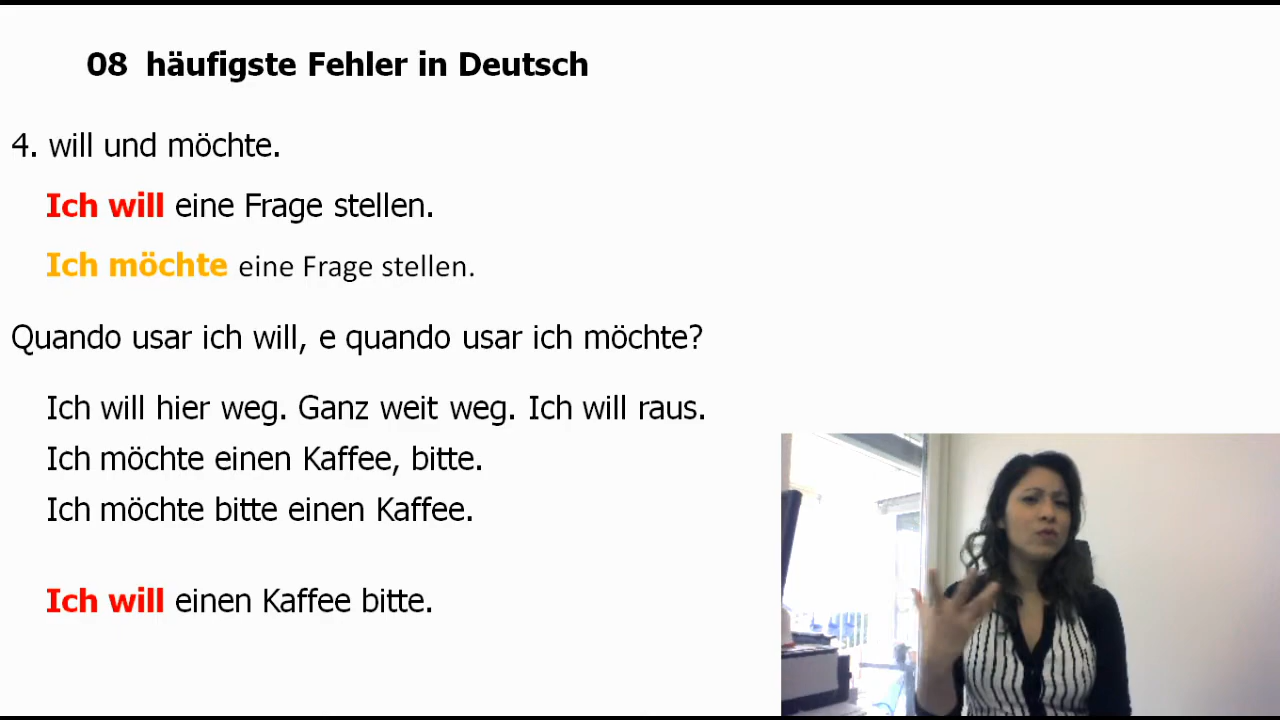 08 häufigste Fehler in Deutsch
4. will und möchte.
Ich will eine Frage stellen.
Ich möchte eine Frage stellen.
Quando usar ich will, e quando usar ich möchte?
Ich will hier weg. Ganz weit weg. Ich will raus.
Ich möchte einen Kaffee, bitte.
Ich möchte bitte einen Kaffee.
Ich will einen Kaffee bitte.